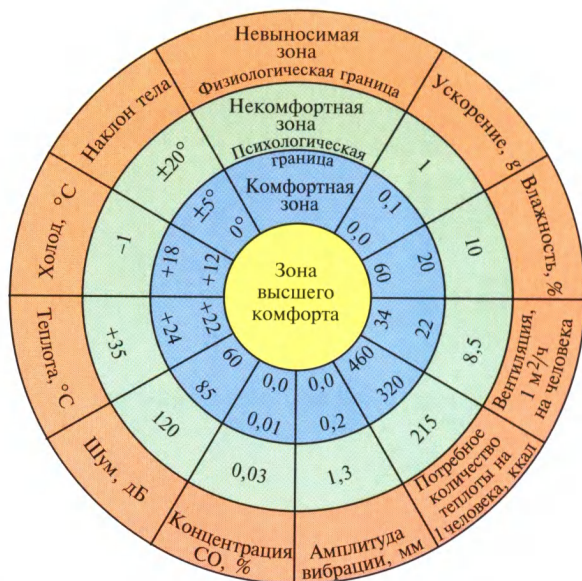 Невыносимая
зона
Физиологическая граница
Некомфортная
зона
Психологическая
граница
Комфортная
зона
Зона
высшего
комфорта
Ускорение, g
1
0,1
0,0
Влажность,
%
10
20
60
Вентиляция,
1 м²/ч
на человека
8,5
22
34
Потребное
количество
теплоты на
1 человека, ккал
215
320
460
Амплитуда
вибрации, мм
1,3
0,2
0,0
Концентрация
СО, %
0,03
0,01
0,0
Шум, дБ
120
85
60
Теплота, °С
+35
+24
+22
Холод, °С
−1
+18
+12
Наклон тела
±20°
±5°
0°